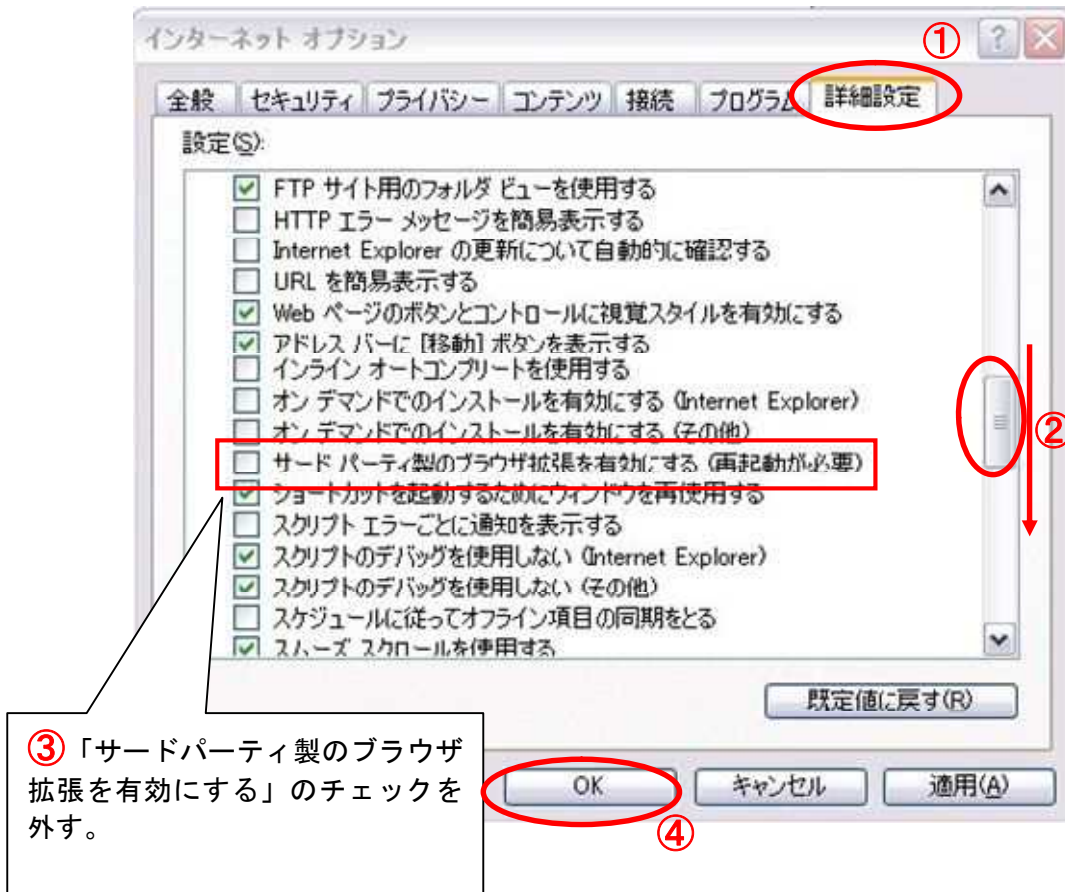 インターネット オプション
①
全般 セキュリティ プライバシー コンテンツ 接続 プログラム 詳細設定
設定(S):
FTP サイト用のフォルダ ビューを使用する
HTTP エラー メッセージを簡易表示する
Internet Explorer の更新について自動的に確認する
URL を簡易表示する
Web ページのボタンとコントロールに視覚スタイルを有効にする
アドレス バーに [移動] ボタンを表示する
インライン オートコンプリートを使用する
オン デマンドでのインストールを有効にする (Internet Explorer)
オン デマンドでのインストールを有効にする (その他)
サード パーティ製のブラウザ拡張を有効にする (再起動が必要)
ショートカットを起動するためにウィンドウを再使用する
スクリプト エラーごとに通知を表示する
スクリプトのデバッグを使用しない (Internet Explorer)
スクリプトのデバッグを使用しない (その他)
スケジュールに従ってオフライン項目の同期をとる
スムーズ スクロールを使用する
②
既定値に戻す(R)
③「サードパーティ製のブラウザ
拡張を有効にする」のチェックを
外す。
OK キャンセル 適用(A)
④